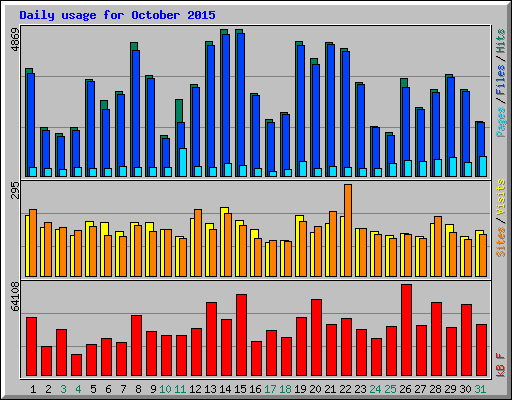 Daily usage for October 2015
4869
Pages / Files / Hits
295
Sites / Visits
64108
kB F
1 2 3 4 5 6 7 8 9 10 11 12 13 14 15 16 17 18 19 20 21 22 23 24 25 26 27 28 29 30 31